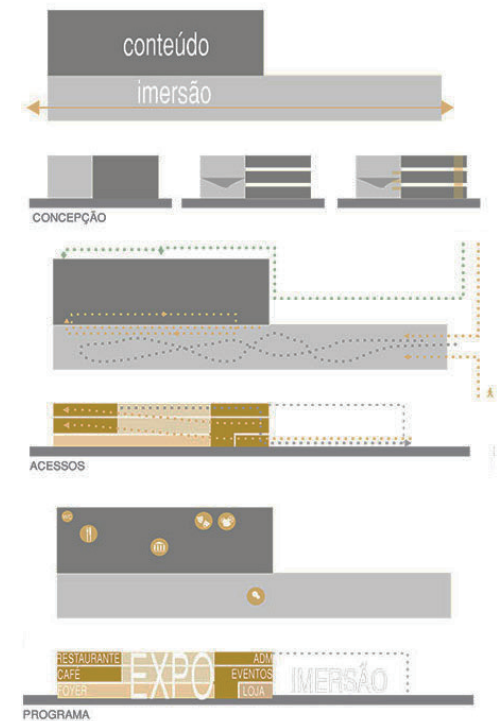 conteúdo
imersão
CONCEPÇÃO
ACESSOS
RESTAURANTE
EXPO
ADM
CAFÉ
EVENTOS
IMERSÃO
FOYER
LOJA
PROGRAMA